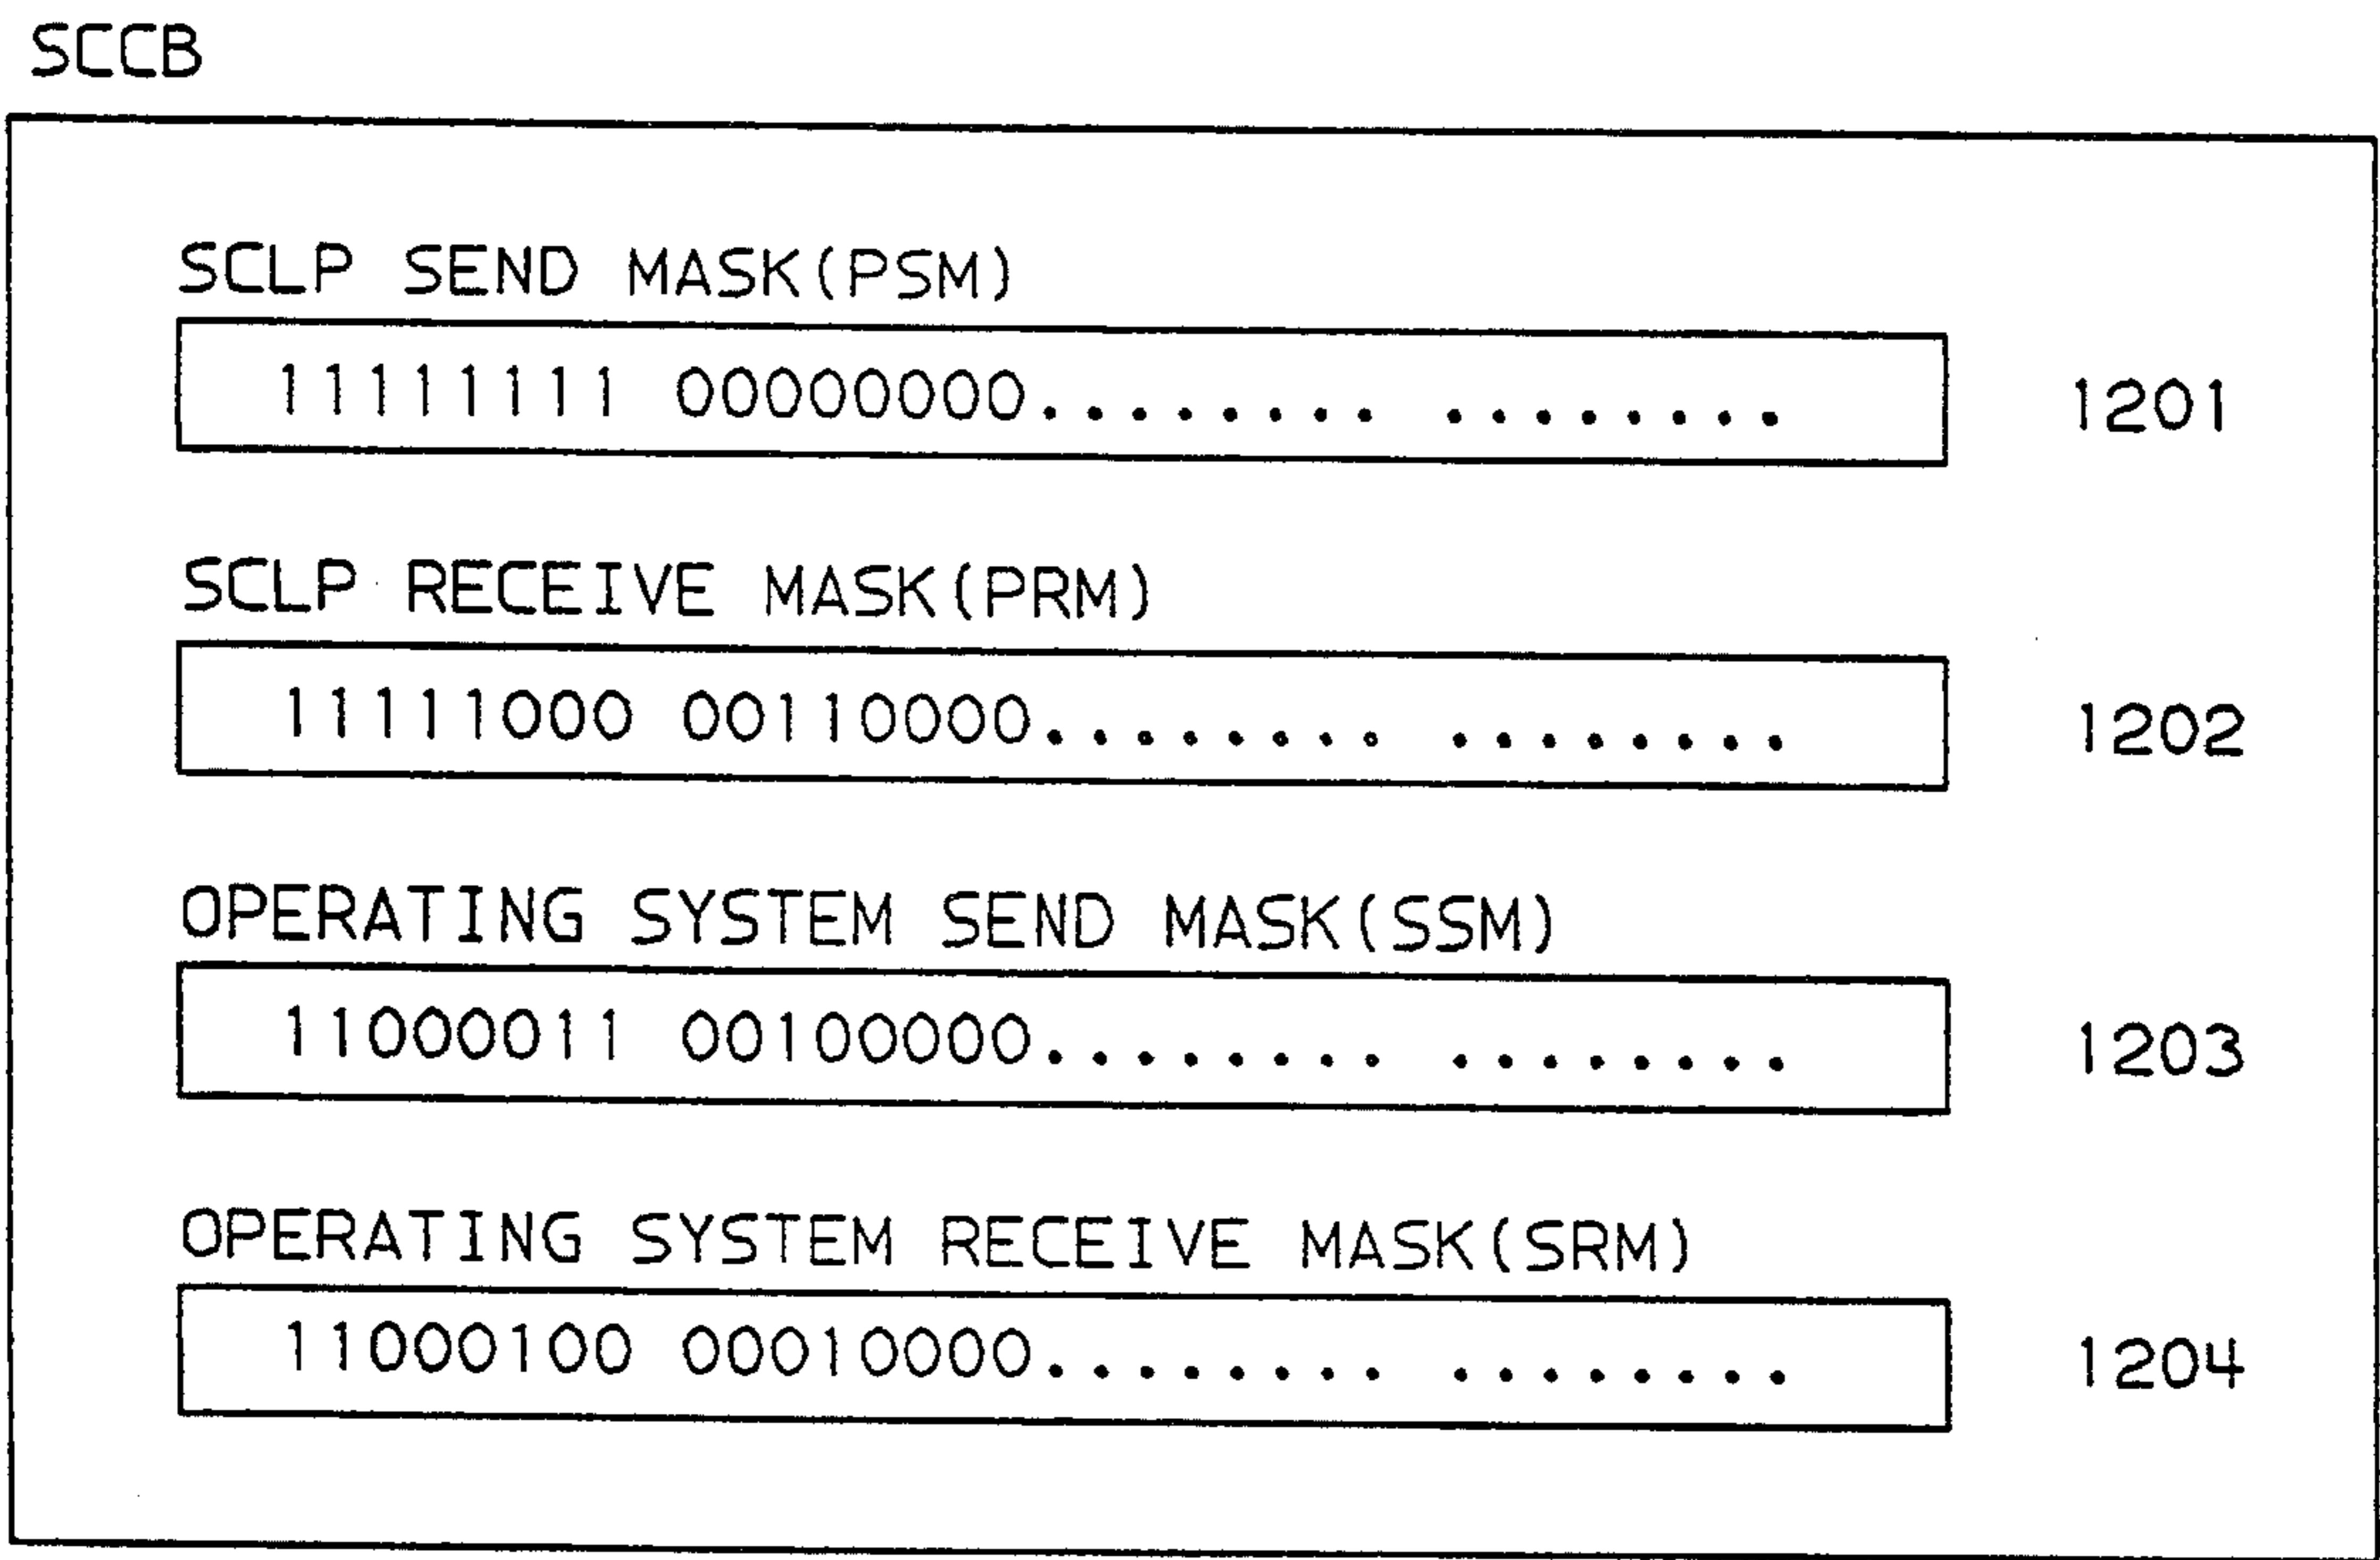 SCCB
SCLP SEND MASK(PSM)
11111111 00000000........ ........ 1201
SCLP RECEIVE MASK(PRM)
11111000 00110000........ ........ 1202
OPERATING SYSTEM SEND MASK(SSM)
11000011 00100000........ ........ 1203
OPERATING SYSTEM RECEIVE MASK(SRM)
11000100 00010000........ ........ 1204